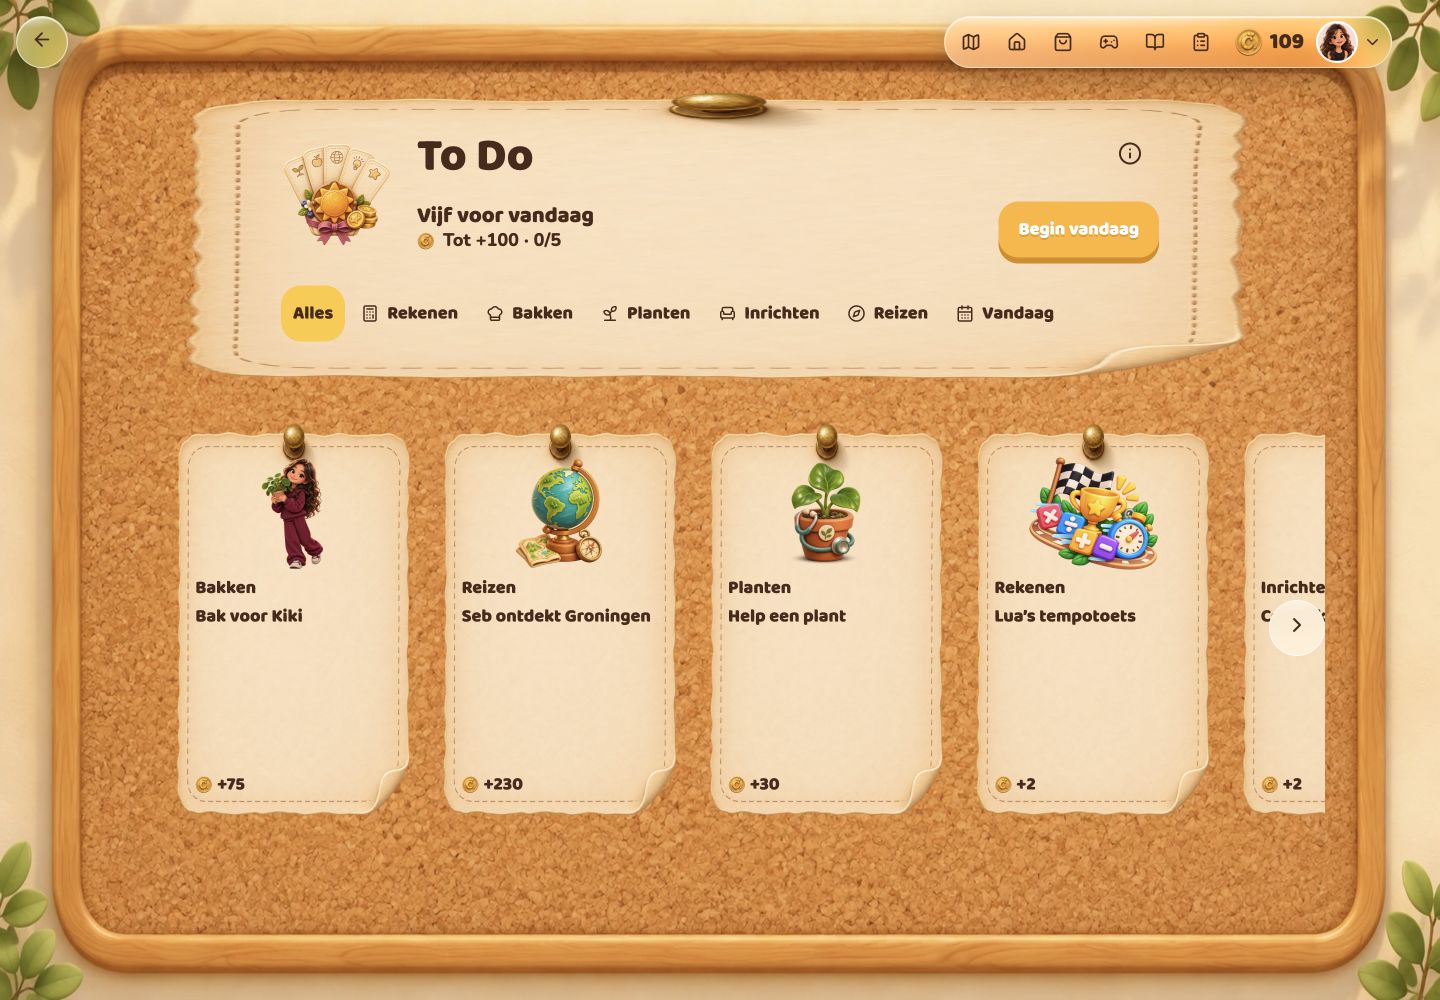 109
To Do
Vijf voor vandaag
Tot +100 · 0/5
Begin vandaag
Alles
Rekenen
Bakken
Planten
Inrichten
Reizen
Vandaag
Bakken
Bak voor Kiki
+75
Reizen
Seb ontdekt Groningen
+230
Planten
Help een plant
+30
Rekenen
Lua’s tempotoets
+2
Inrichte
+2